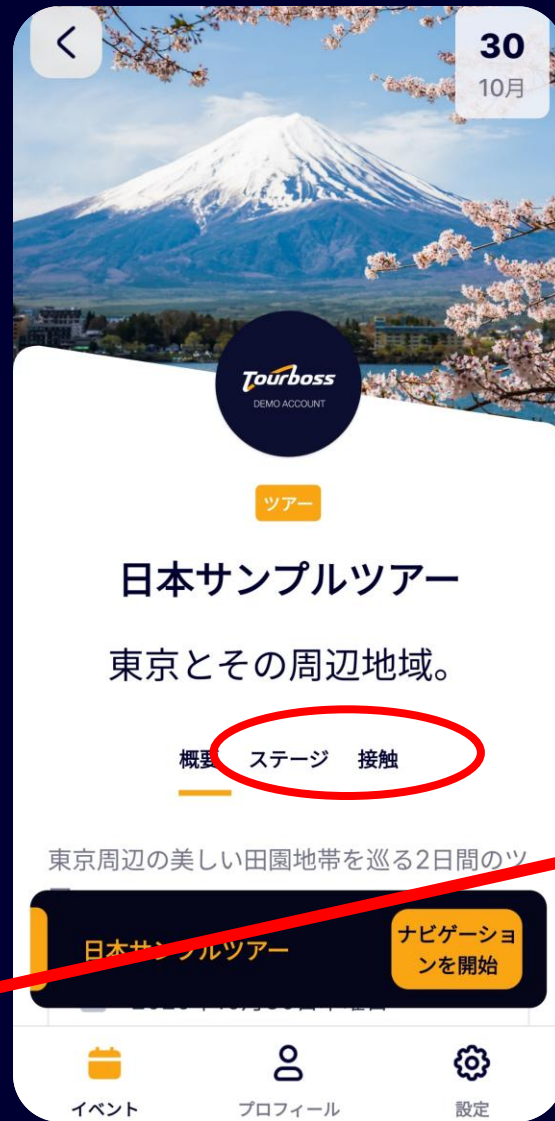 30
10月
Tourboss
DEMO ACCOUNT
ツアー
日本サンプルツアー
東京とその周辺地域。
概要 ステージ 接触
東京周辺の美しい田園地帯を巡る2日間のツ
日本サンプルツアー
ナビゲーショ
ンを開始
イベント プロフィール 設定